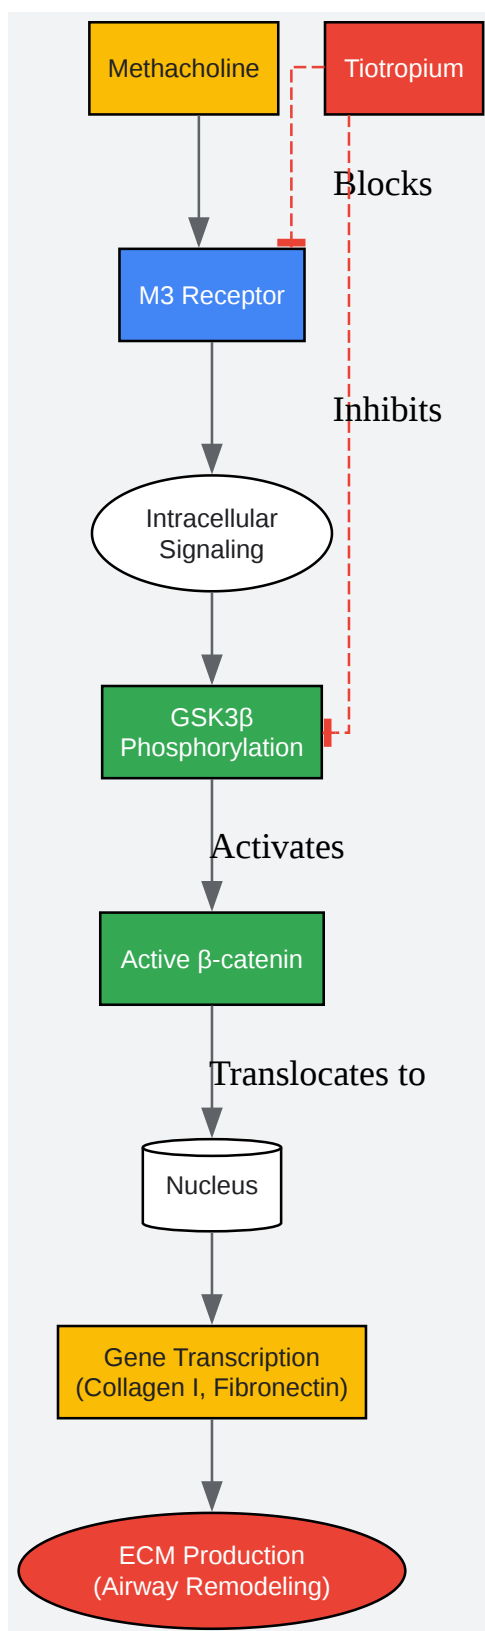 Methacholine
Tiotropium
Blocks
M3 Receptor
Inhibits
Intracellular
Signaling
GSK3β
Phosphorylation
Activates
Active β-catenin
Translocates to
Nucleus
Gene Transcription
(Collagen I, Fibronectin)
ECM Production
(Airway Remodeling)